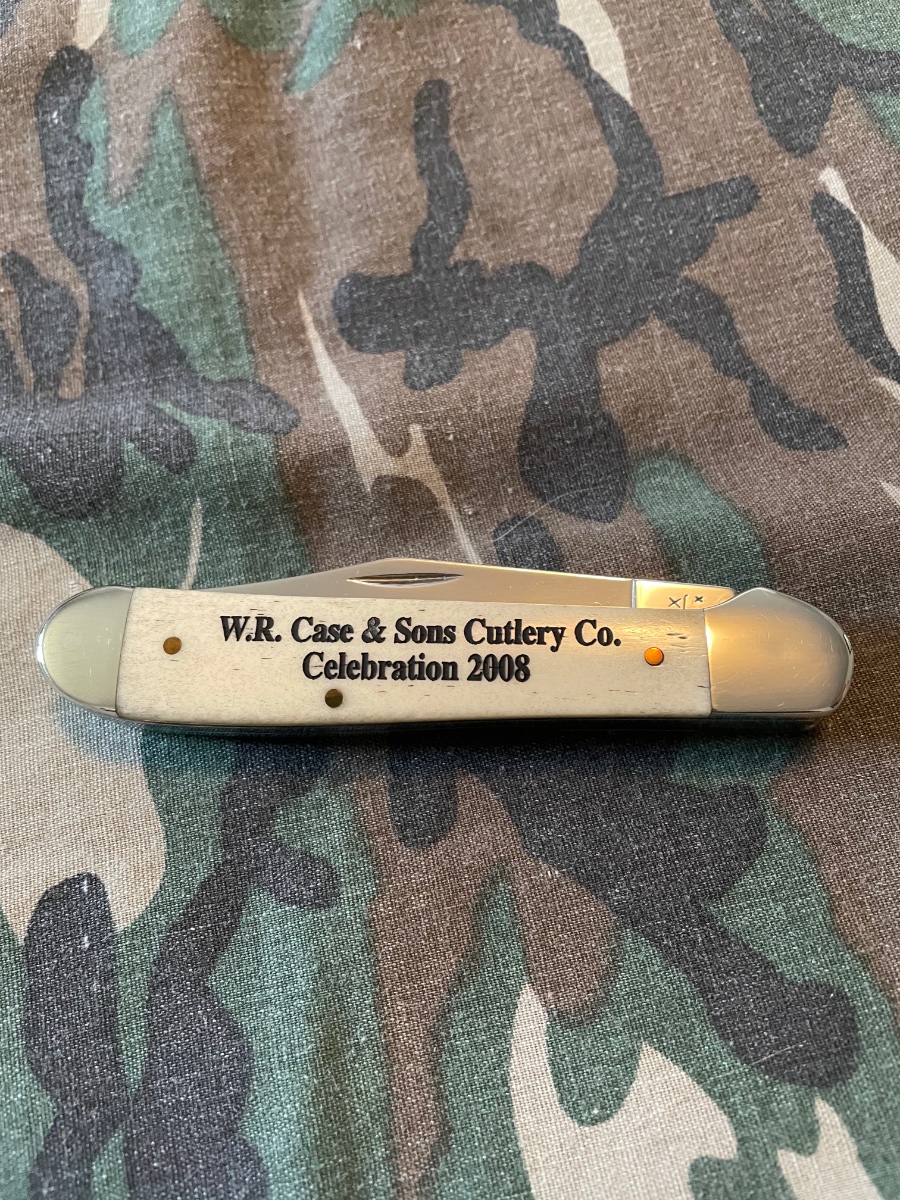 W.R. Case & Sons Cutlery Co.
Celebration 2008